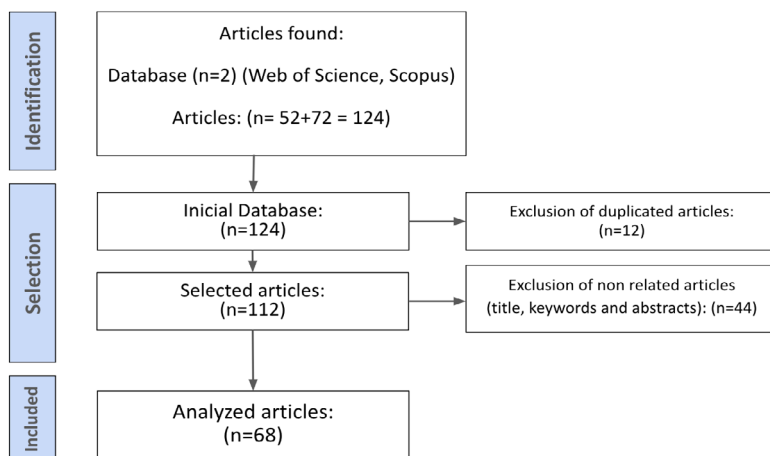 Identification
Articles found:
Database (n=2) (Web of Science, Scopus)
Articles: (n= 52+72 = 124)
Selection
Inicial Database:
(n=124)
Exclusion of duplicated articles:
(n=12)
Selected articles:
(n=112)
Exclusion of non related articles
(title, keywords and abstracts): (n=44)
Included
Analyzed articles:
(n=68)